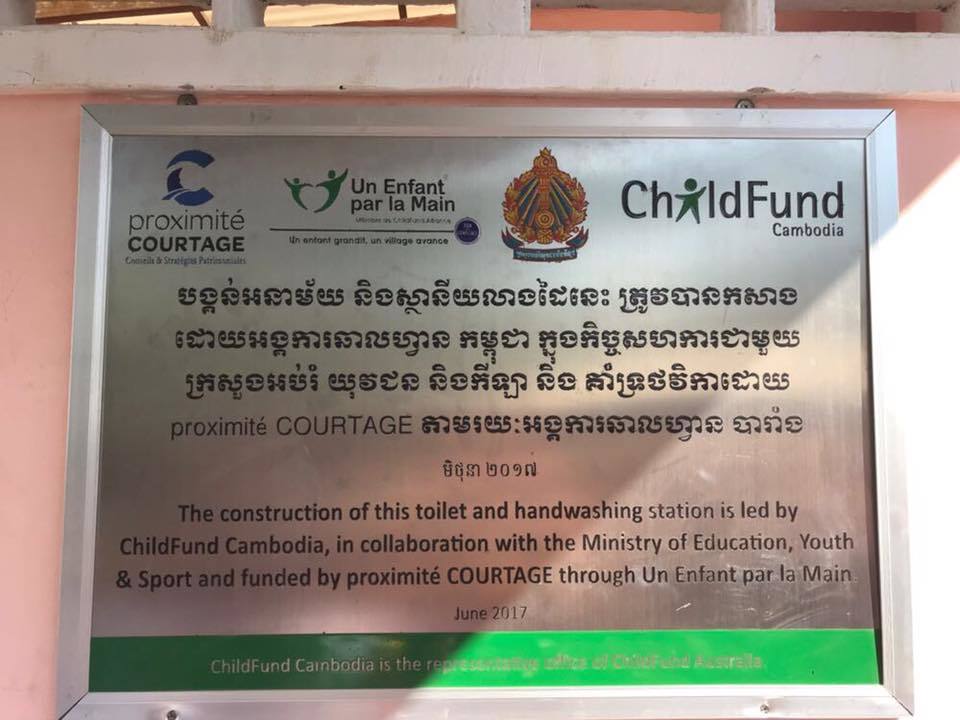 proximité
COURTAGE
Conseils & Stratégies Patrimoniales
Un Enfant
par la Main
Membre de ChildFund Alliance
Un enfant grandit, un village avance
ChildFund
Cambodia
បង្គន់អនាម័យ និងស្ថានីយលាងដៃនេះ ត្រូវបានកសាង
ដោយអង្គការឆាលហ្វាន កម្ពុជា ក្នុងកិច្ចសហការជាមួយ
ក្រសួងអប់រំ យុវជន និងកីឡា និង គាំទ្រថវិកាដោយ
proximité COURTAGE តាមរយៈអង្គការឆាលហ្វាន បារាំង
មិថុនា ២០១៧
The construction of this toilet and handwashing station is led by
ChildFund Cambodia, in collaboration with the Ministry of Education, Youth
& Sport and funded by proximité COURTAGE through Un Enfant par la Main.
June 2017
ChildFund Cambodia is the representative office of ChildFund Australia.